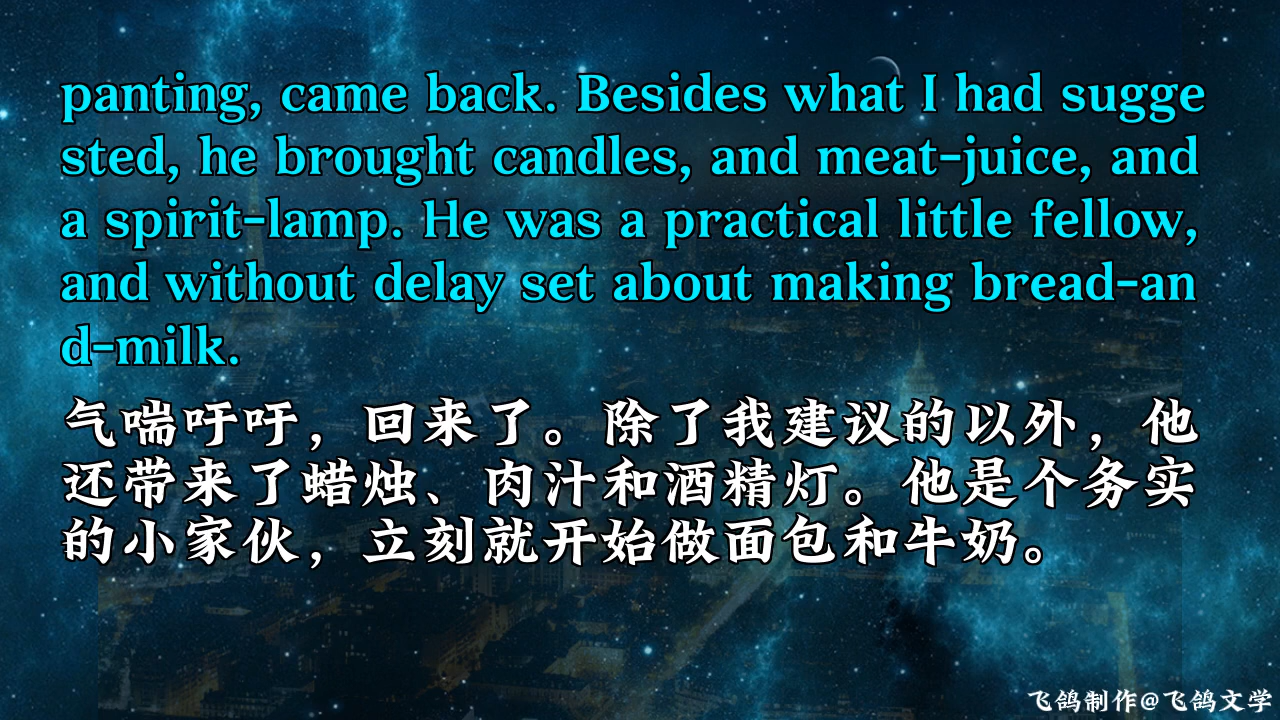 panting, came back. Besides what I had sugge
sted, he brought candles, and meat-juice, and
a spirit-lamp. He was a practical little fellow,
and without delay set about making bread-an
d-milk.
气喘吁吁，回来了。除了我建议的以外，他
还带来了蜡烛、肉汁和酒精灯。他是个务实
的小家伙，立刻就开始做面包和牛奶。
飞鸽制作@飞鸽文学